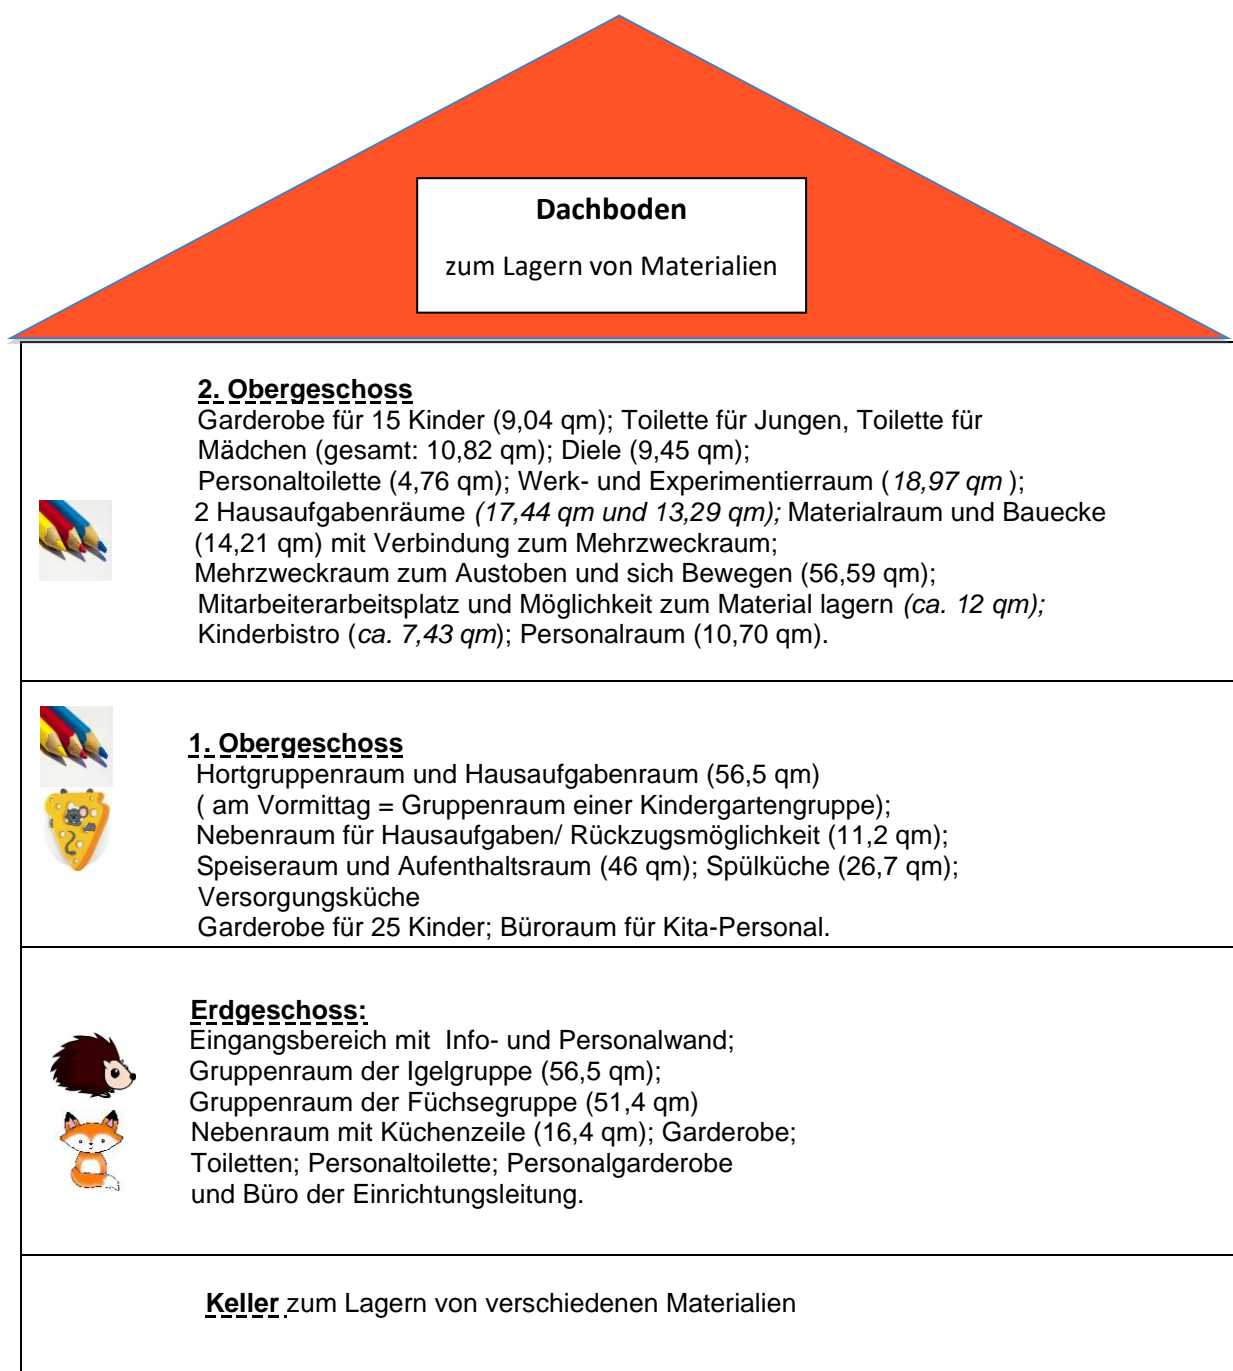 Dachboden
zum Lagern von Materialien
2. Obergeschoss
Garderobe für 15 Kinder (9,04 qm); Toilette für Jungen, Toilette für
Mädchen (gesamt: 10,82 qm); Diele (9,45 qm);
Personaltoilette (4,76 qm); Werk- und Experimentierraum (18,97 qm );
2 Hausaufgabenräume (17,44 qm und 13,29 qm); Materialraum und Bauecke
(14,21 qm) mit Verbindung zum Mehrzweckraum;
Mehrzweckraum zum Austoben und sich Bewegen (56,59 qm);
Mitarbeiterarbeitsplatz und Möglichkeit zum Material lagern (ca. 12 qm);
Kinderbistro (ca. 7,43 qm); Personalraum (10,70 qm).
1. Obergeschoss
Hortgruppenraum und Hausaufgabenraum (56,5 qm)
( am Vormittag = Gruppenraum einer Kindergartengruppe);
Nebenraum für Hausaufgaben/ Rückzugsmöglichkeit (11,2 qm);
Speiseraum und Aufenthaltsraum (46 qm); Spülküche (26,7 qm);
Versorgungsküche
Garderobe für 25 Kinder; Büroraum für Kita-Personal.
Erdgeschoss:
Eingangsbereich mit Info- und Personalwand;
Gruppenraum der Igelgruppe (56,5 qm);
Gruppenraum der Füchsegruppe (51,4 qm)
Nebenraum mit Küchenzeile (16,4 qm); Garderobe;
Toiletten; Personaltoilette; Personalgarderobe
und Büro der Einrichtungsleitung.
Keller zum Lagern von verschiedenen Materialien